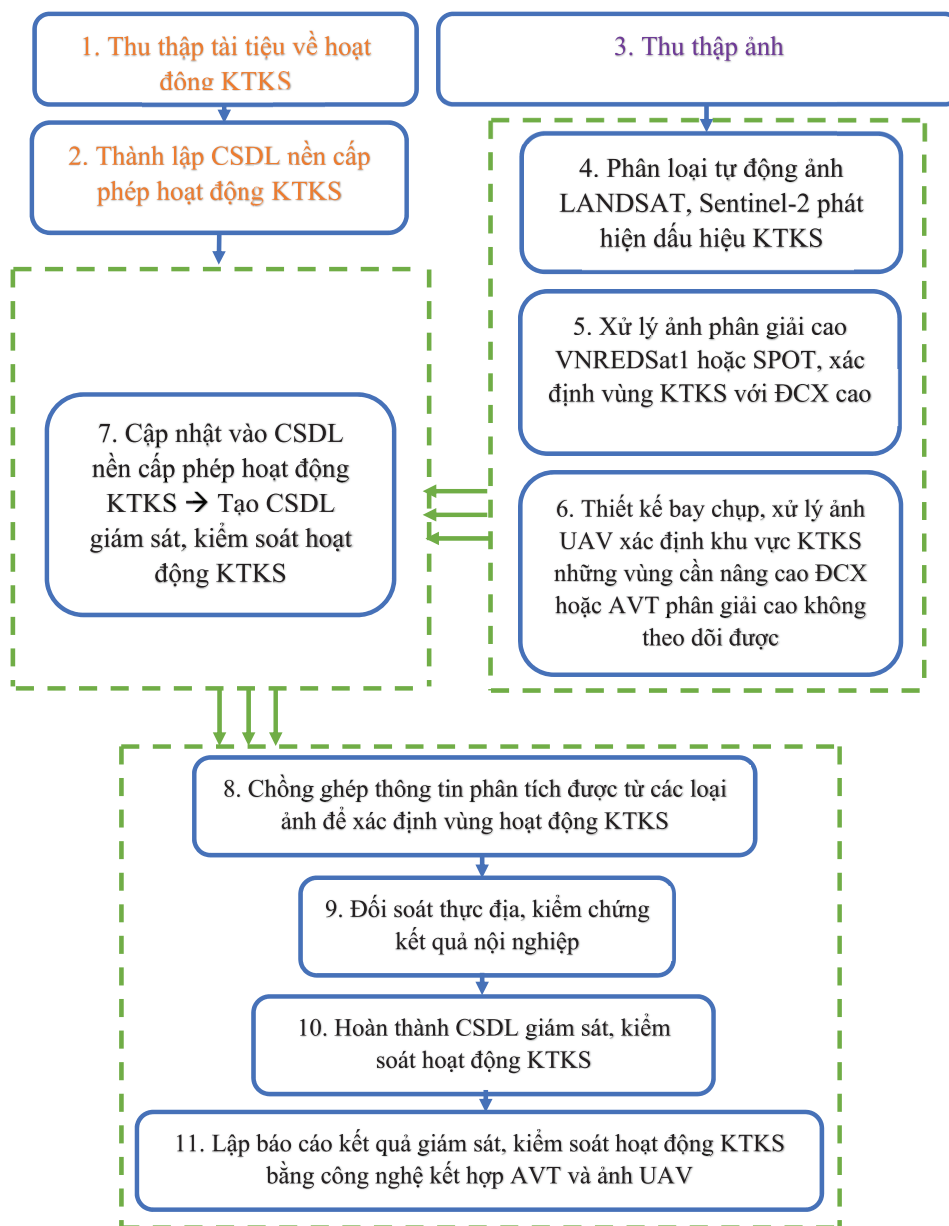 1. Thu thập tài tiệu về hoạt
động KTKS
2. Thành lập CSDL nền cấp
phép hoạt động KTKS
3. Thu thập ảnh
4. Phân loại tự động ảnh
LANDSAT, Sentinel-2 phát
hiện dấu hiệu KTKS
5. Xử lý ảnh phân giải cao
VNREDSat1 hoặc SPOT, xác
định vùng KTKS với ĐCX cao
6. Thiết kế bay chụp, xử lý ảnh
UAV xác định khu vực KTKS
những vùng cần nâng cao ĐCX
hoặc AVT phân giải cao không
theo dõi được
7. Cập nhật vào CSDL
nền cấp phép hoạt động
KTKS → Tạo CSDL
giám sát, kiểm soát hoạt
động KTKS
8. Chồng ghép thông tin phân tích được từ các loại
ảnh để xác định vùng hoạt động KTKS
9. Đối soát thực địa, kiểm chứng
kết quả nội nghiệp
10. Hoàn thành CSDL giám sát, kiểm
soát hoạt động KTKS
11. Lập báo cáo kết quả giám sát, kiểm soát hoạt động KTKS
bằng công nghệ kết hợp AVT và ảnh UAV